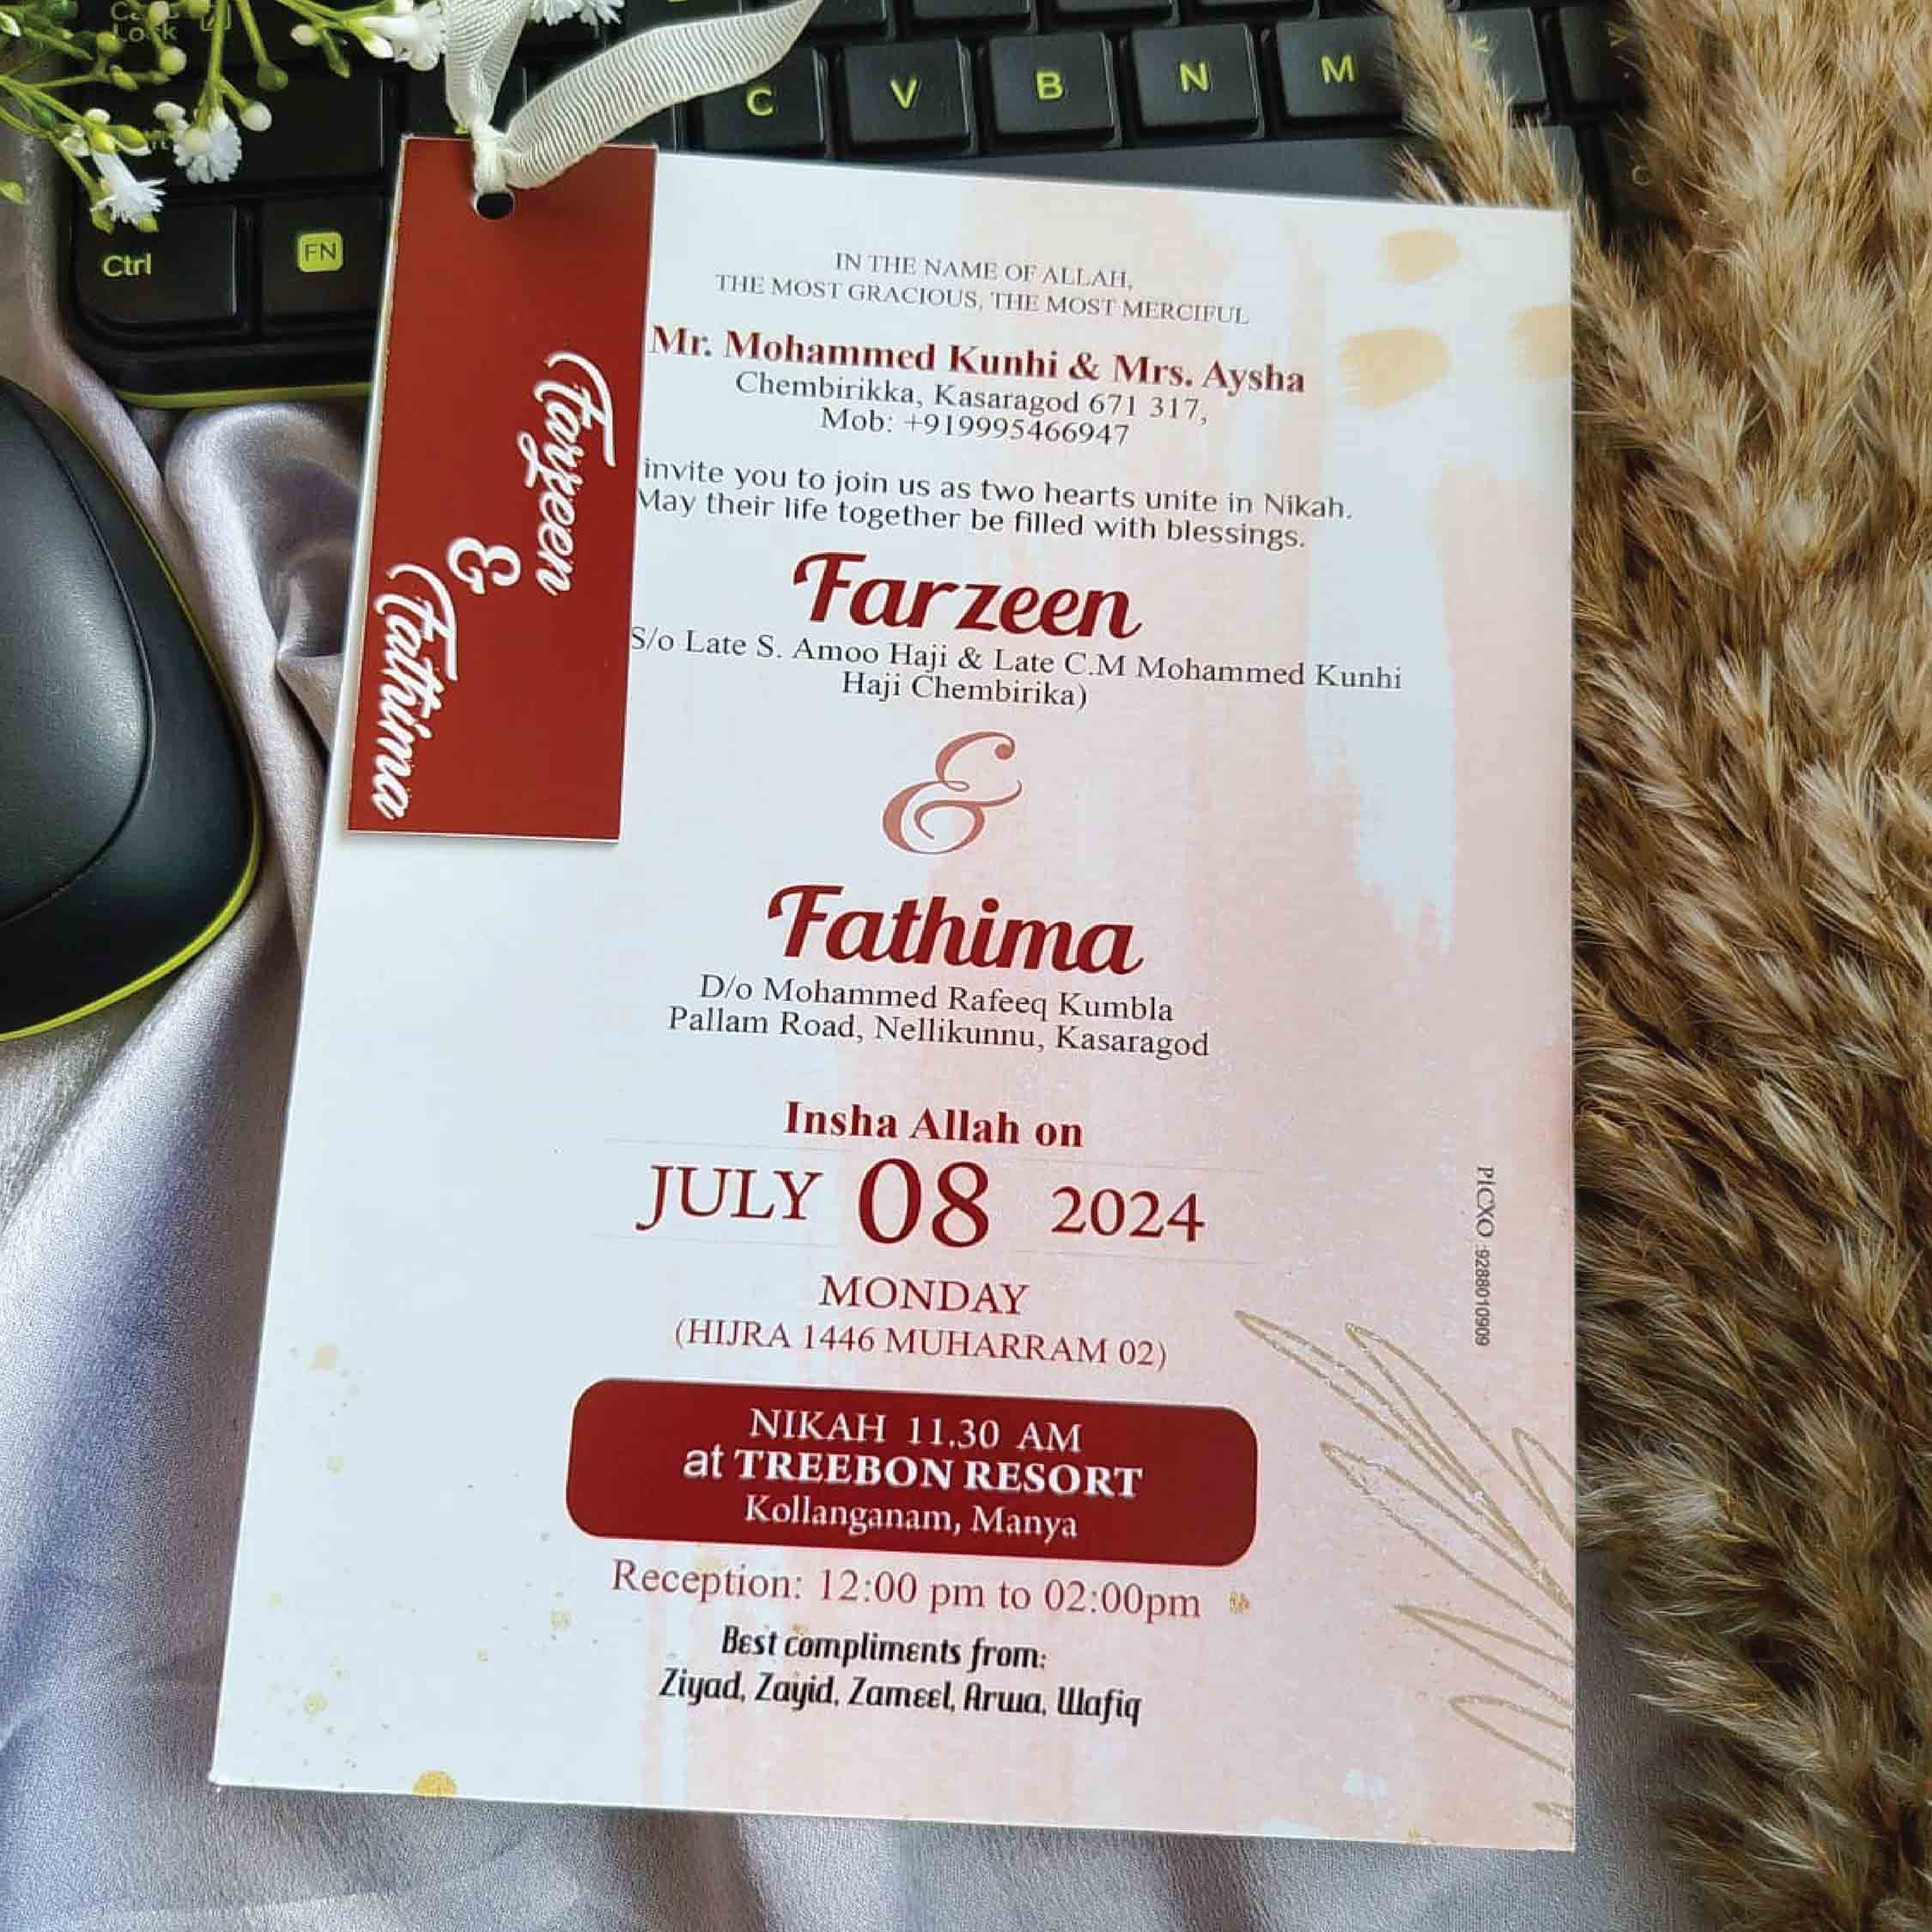 Lock
C
V
B
N
M
Ctrl
FN
Farzeen
&
Fathima
IN THE NAME OF ALLAH,
THE MOST GRACIOUS, THE MOST MERCIFUL
Mr. Mohammed Kunhi & Mrs. Aysha
Chembirikka, Kasaragod 671 317,
Mob: +919995466947
invite you to join us as two hearts unite in Nikah.
May their life together be filled with blessings.
Farzeen
S/o Late S. Amoo Haji & Late C.M Mohammed Kunhi
Haji Chembirika)
&
Fathima
D/o Mohammed Rafeeq Kumbla
Pallam Road, Nellikunnu, Kasaragod
Insha Allah on
JULY 08 2024
MONDAY
(HIJRA 1446 MUHARRAM 02)
NIKAH 11.30 AM
at TREEBON RESORT
Kollanganam, Manya
Reception: 12:00 pm to 02:00pm
Best compliments from:
Ziyad, Zayid, Zameel, Arwa, Wafiq
PICXO :9288010909